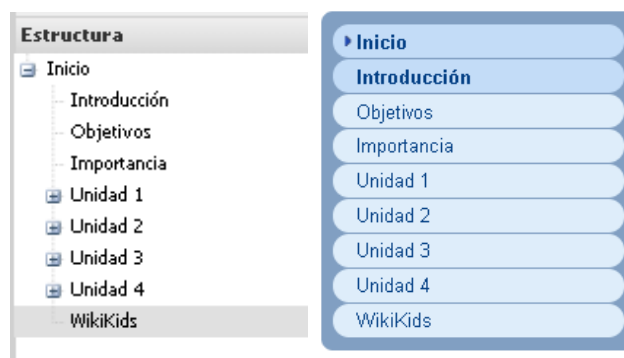 Estructura
Inicio
Introducción
Objetivos
Importancia
Unidad 1
Unidad 2
Unidad 3
Unidad 4
WikiKids
Inicio
Introducción
Objetivos
Importancia
Unidad 1
Unidad 2
Unidad 3
Unidad 4
WikiKids